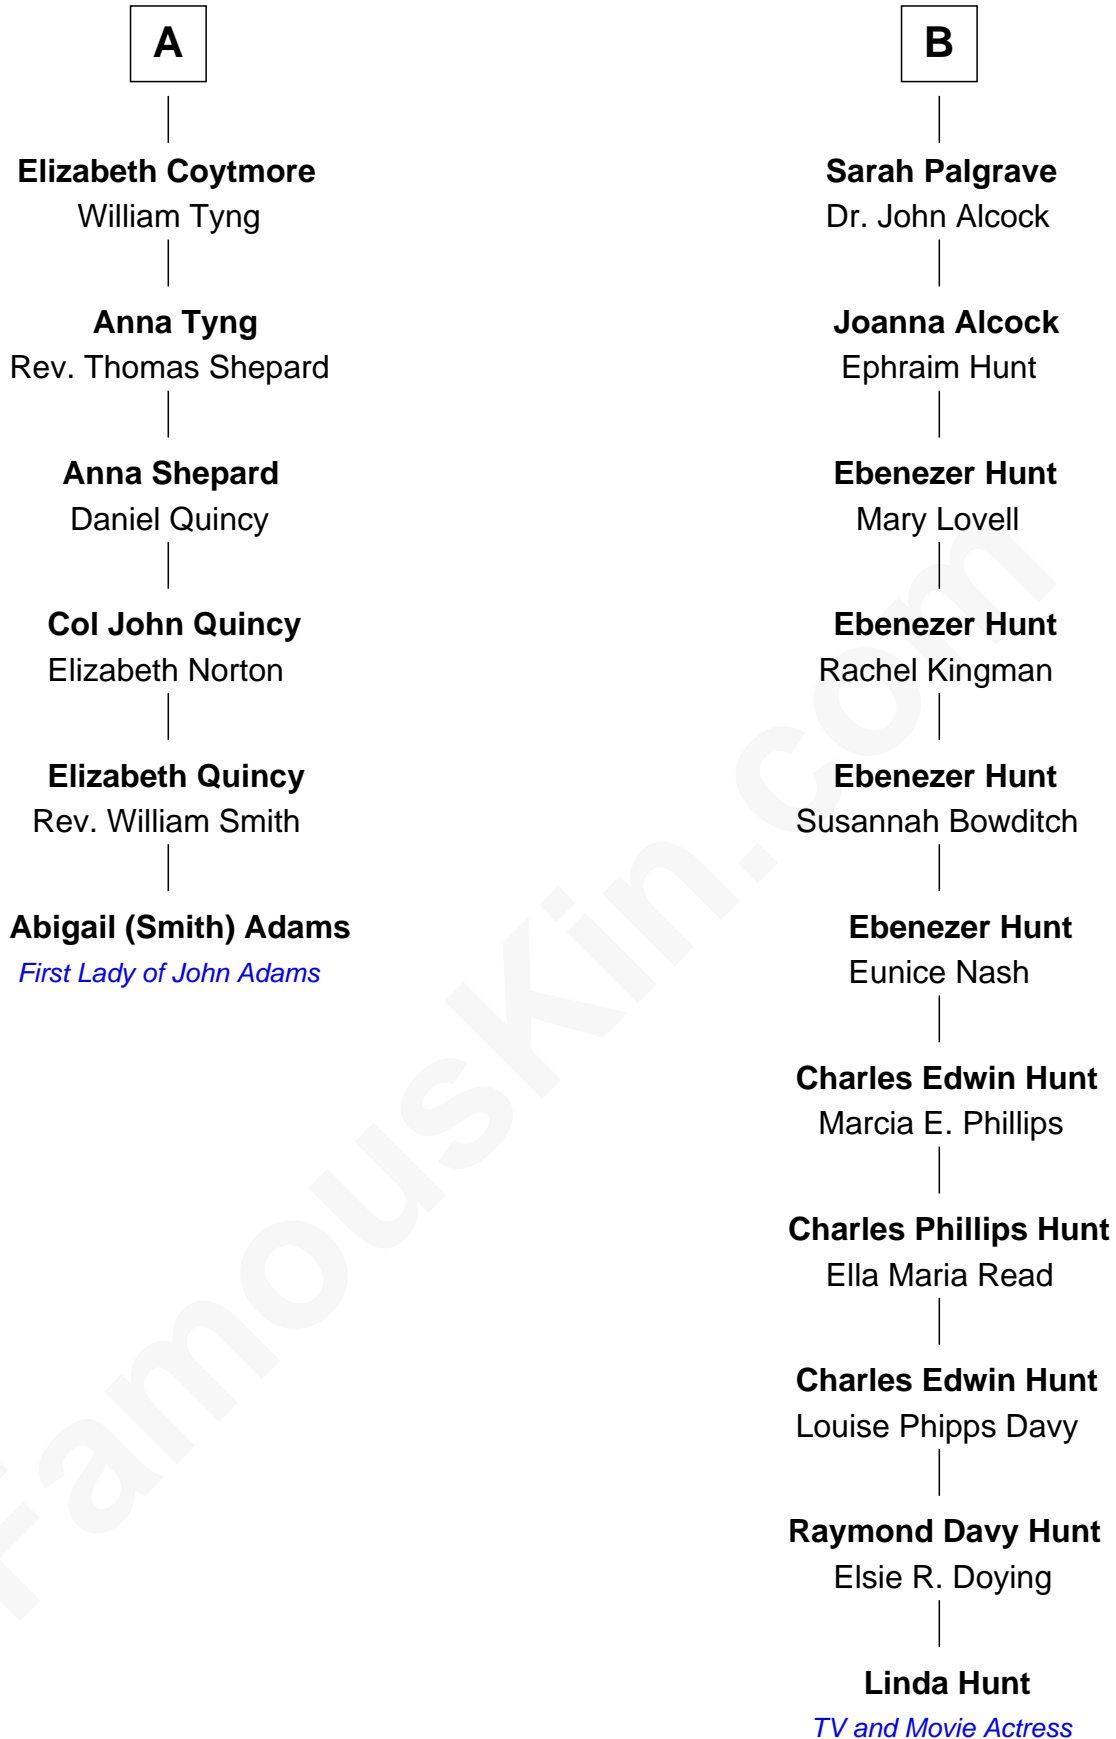 A
Elizabeth Coytmore
William Tyng
Anna Tyng
Rev. Thomas Shepard
Anna Shepard
Daniel Quincy
Col John Quincy
Elizabeth Norton
Elizabeth Quincy
Rev. William Smith
Abigail (Smith) Adams
First Lady of John Adams
B
Sarah Palgrave
Dr. John Alcock
Joanna Alcock
Ephraim Hunt
Ebenezer Hunt
Mary Lovell
Ebenezer Hunt
Rachel Kingman
Ebenezer Hunt
Susannah Bowditch
Ebenezer Hunt
Eunice Nash
Charles Edwin Hunt
Marcia E. Phillips
Charles Phillips Hunt
Ella Maria Read
Charles Edwin Hunt
Louise Phipps Davy
Raymond Davy Hunt
Elsie R. Doying
Linda Hunt
TV and Movie Actress
FamousKin.com